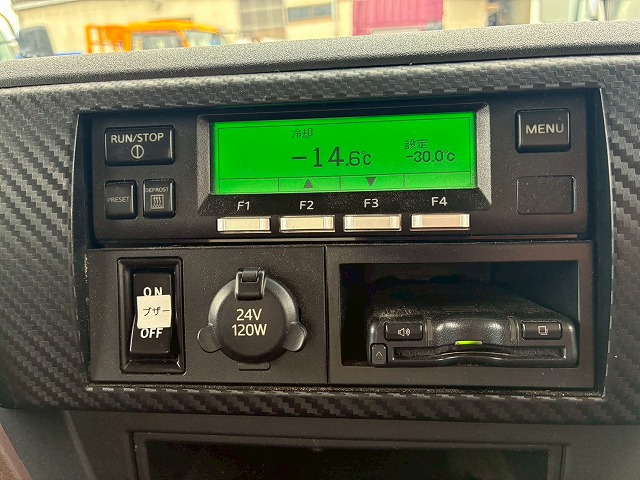 RUN/STOP
PRESET
DEFROST
冷却
-14.6℃
設定
-30.0℃
▲ ▼
MENU
F1 F2 F3 F4
ON
ブザー
OFF
24V
120W